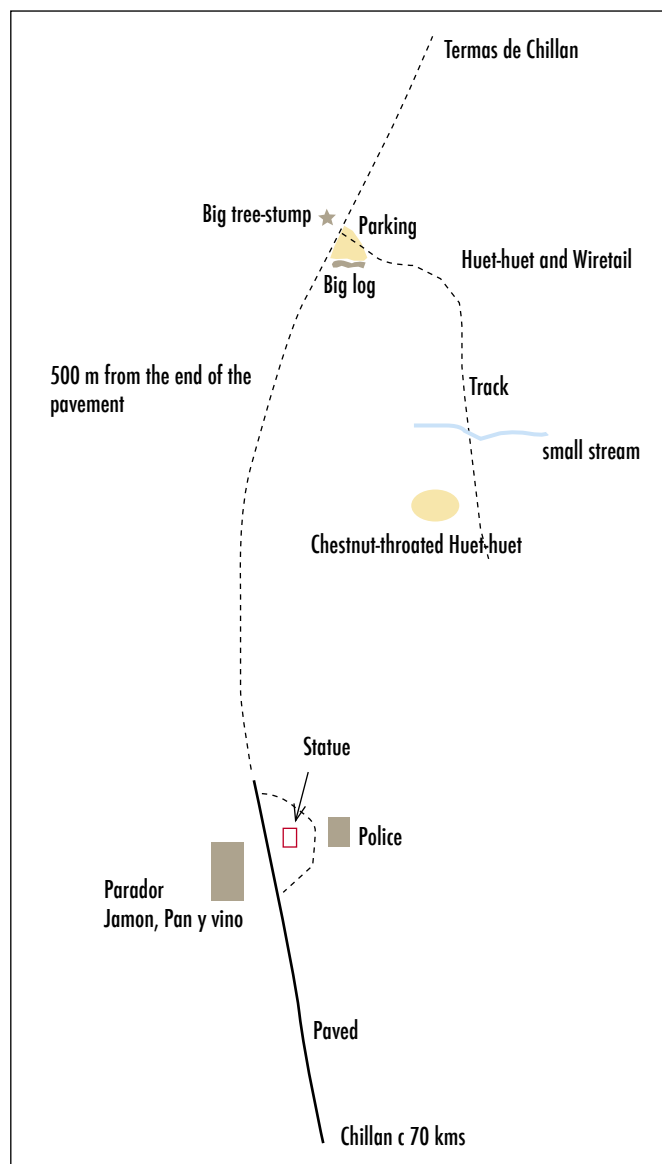 Termas de Chillan
Big tree-stump
Parking
Huet-huet and Wiretail
Big log
500 m from the end of the
pavement
Track
small stream
Chestnut-throated Huet-huet
Statue
Police
Parador
Jamon, Pan y vino
Paved
Chillan c 70 kms